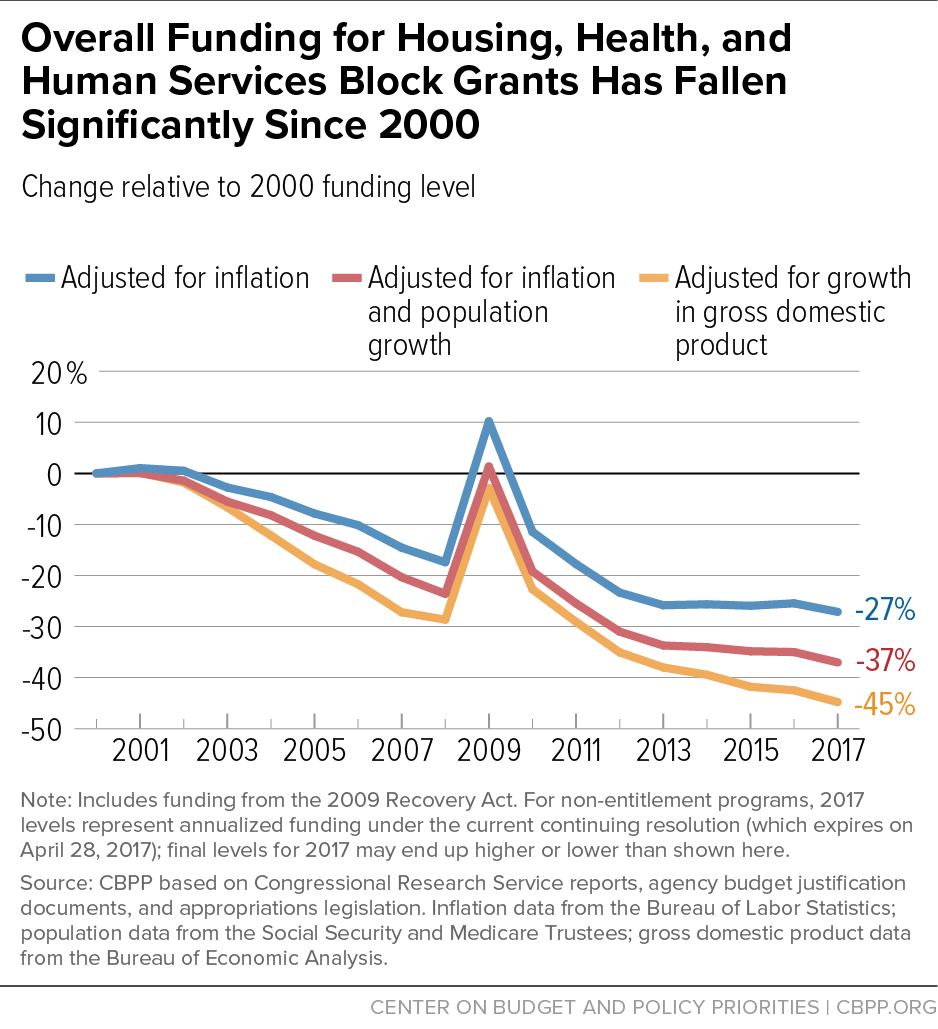 Overall Funding for Housing, Health, and
Human Services Block Grants Has Fallen
Significantly Since 2000
Change relative to 2000 funding level
Adjusted for inflation
Adjusted for inflation
and population
growth
Adjusted for growth
in gross domestic
product
20%
10
0
-10
-20
-30
-40
-50
-27%
-37%
-45%
2001 2003 2005 2007 2009 2011 2013 2015 2017
Note: Includes funding from the 2009 Recovery Act. For non-entitlement programs, 2017
levels represent annualized funding under the current continuing resolution (which expires on
April 28, 2017); final levels for 2017 may end up higher or lower than shown here.
Source: CBPP based on Congressional Research Service reports, agency budget justification
documents, and appropriations legislation. Inflation data from the Bureau of Labor Statistics;
population data from the Social Security and Medicare Trustees; gross domestic product data
from the Bureau of Economic Analysis.
CENTER ON BUDGET AND POLICY PRIORITIES | CBPP.ORG